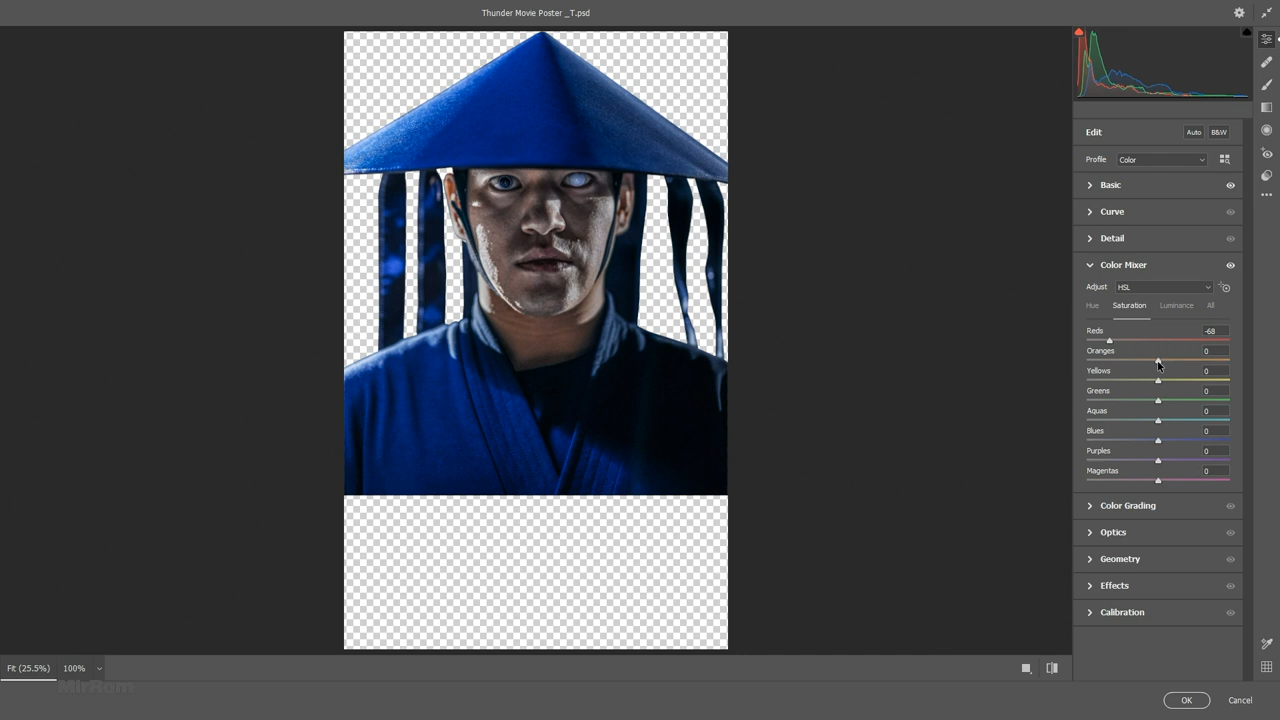 Thunder Movie Poster _T.psd
Edit
Auto
B&W
Profile
Color
Basic
Curve
Detail
Color Mixer
Adjust
HSL
Hue
Saturation
Luminance
All
Reds
-68
Oranges
0
Yellows
0
Greens
0
Aquas
0
Blues
0
Purples
0
Magentas
0
Color Grading
Optics
Geometry
Effects
Calibration
Fit (25.5%)
100%
MirRom
OK
Cancel